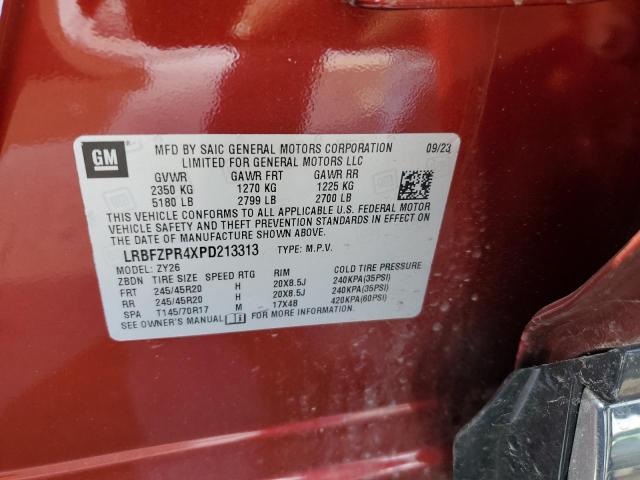 GM
MFD BY SAIC GENERAL MOTORS CORPORATION 09/23
LIMITED FOR GENERAL MOTORS LLC
GVWR GAWR FRT GAWR RR
2350 KG 1270 KG 1225 KG
5180 LB 2799 LB 2700 LB
THIS VEHICLE CONFORMS TO ALL APPLICABLE U.S. FEDERAL MOTOR
VEHICLE SAFETY AND THEFT PREVENTION STANDARDS IN EFFECT ON
THE DATE OF MANUFACTURE SHOWN ABOVE.
LRBFZPR4XPD213313 TYPE: M.P.V.
MODEL: ZY26
ZBDN TIRE SIZE SPEED RTG RIM COLD TIRE PRESSURE
FRT 245/45R20 H 20X8.5J 240KPA(35PSI)
RR 245/45R20 H 20X8.5J 240KPA(35PSI)
SPA T145/70R17 M 17X4B 420KPA(60PSI)
SEE OWNER'S MANUAL FOR MORE INFORMATION.